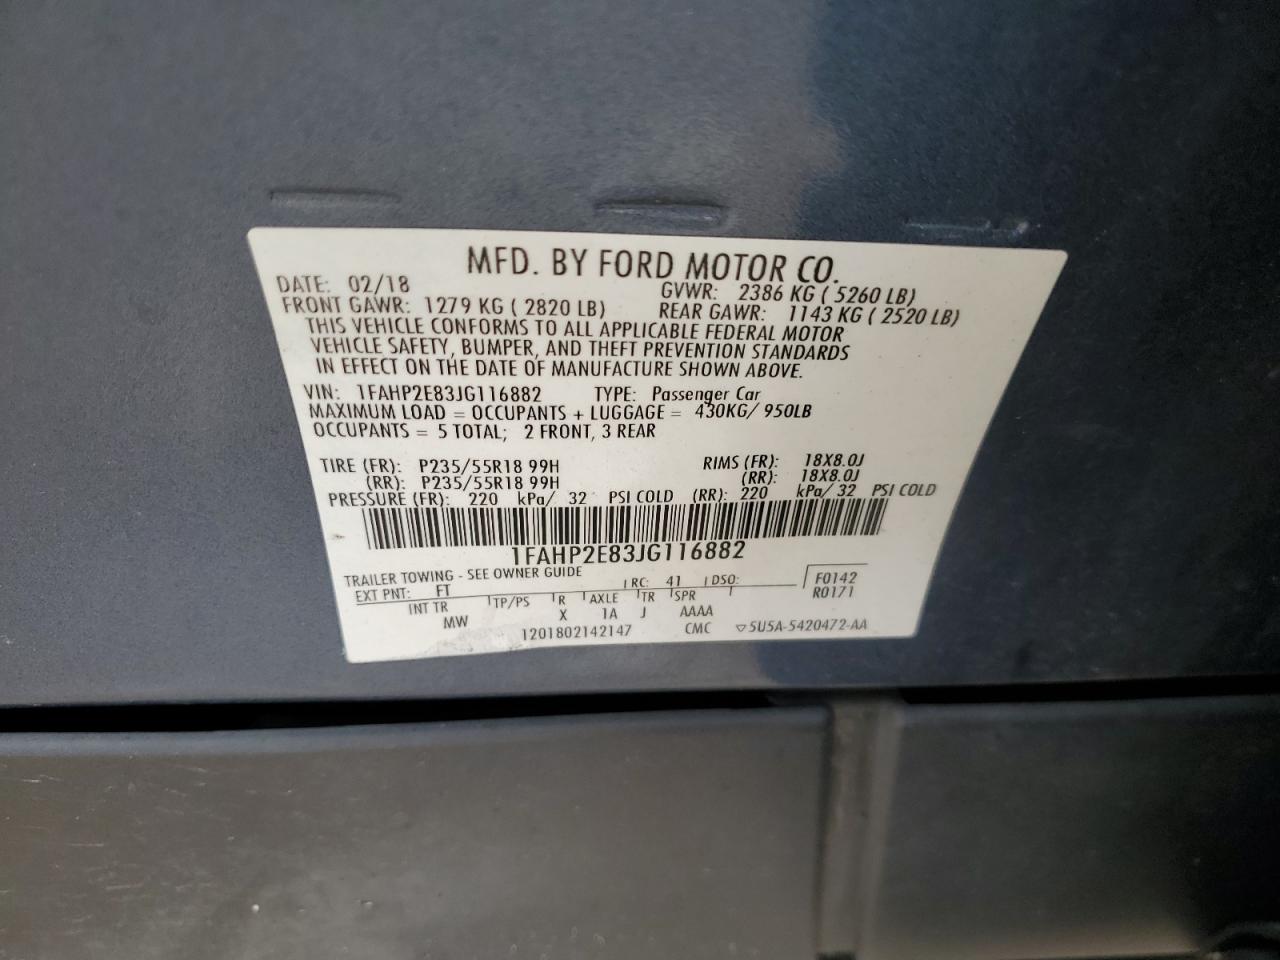 MFD. BY FORD MOTOR CO.
DATE: 02/18 GVWR: 2386 KG ( 5260 LB)
FRONT GAWR: 1279 KG ( 2820 LB) REAR GAWR: 1143 KG ( 2520 LB)
THIS VEHICLE CONFORMS TO ALL APPLICABLE FEDERAL MOTOR
VEHICLE SAFETY, BUMPER, AND THEFT PREVENTION STANDARDS
IN EFFECT ON THE DATE OF MANUFACTURE SHOWN ABOVE.
VIN: 1FAHP2E83JG116882 TYPE: Passenger Car
MAXIMUM LOAD = OCCUPANTS + LUGGAGE = 430KG/ 950LB
OCCUPANTS = 5 TOTAL; 2 FRONT, 3 REAR
TIRE (FR): P235/55R18 99H RIMS (FR): 18X8.0J
(RR): P235/55R18 99H (RR): 18X8.0J
PRESSURE (FR): 220 kPa/ 32 PSI COLD (RR): 220 kPa/ 32 PSI COLD
1FAHP2E83JG116882
TRAILER TOWING - SEE OWNER GUIDE
EXT PNT: FT RC: 41 DSO: F0142
R0171
INT TR TP/PS R AXLE TR SPR
MW X 1A J AAAA
1201802142147 CMC ▽5U5A-5420472-AA